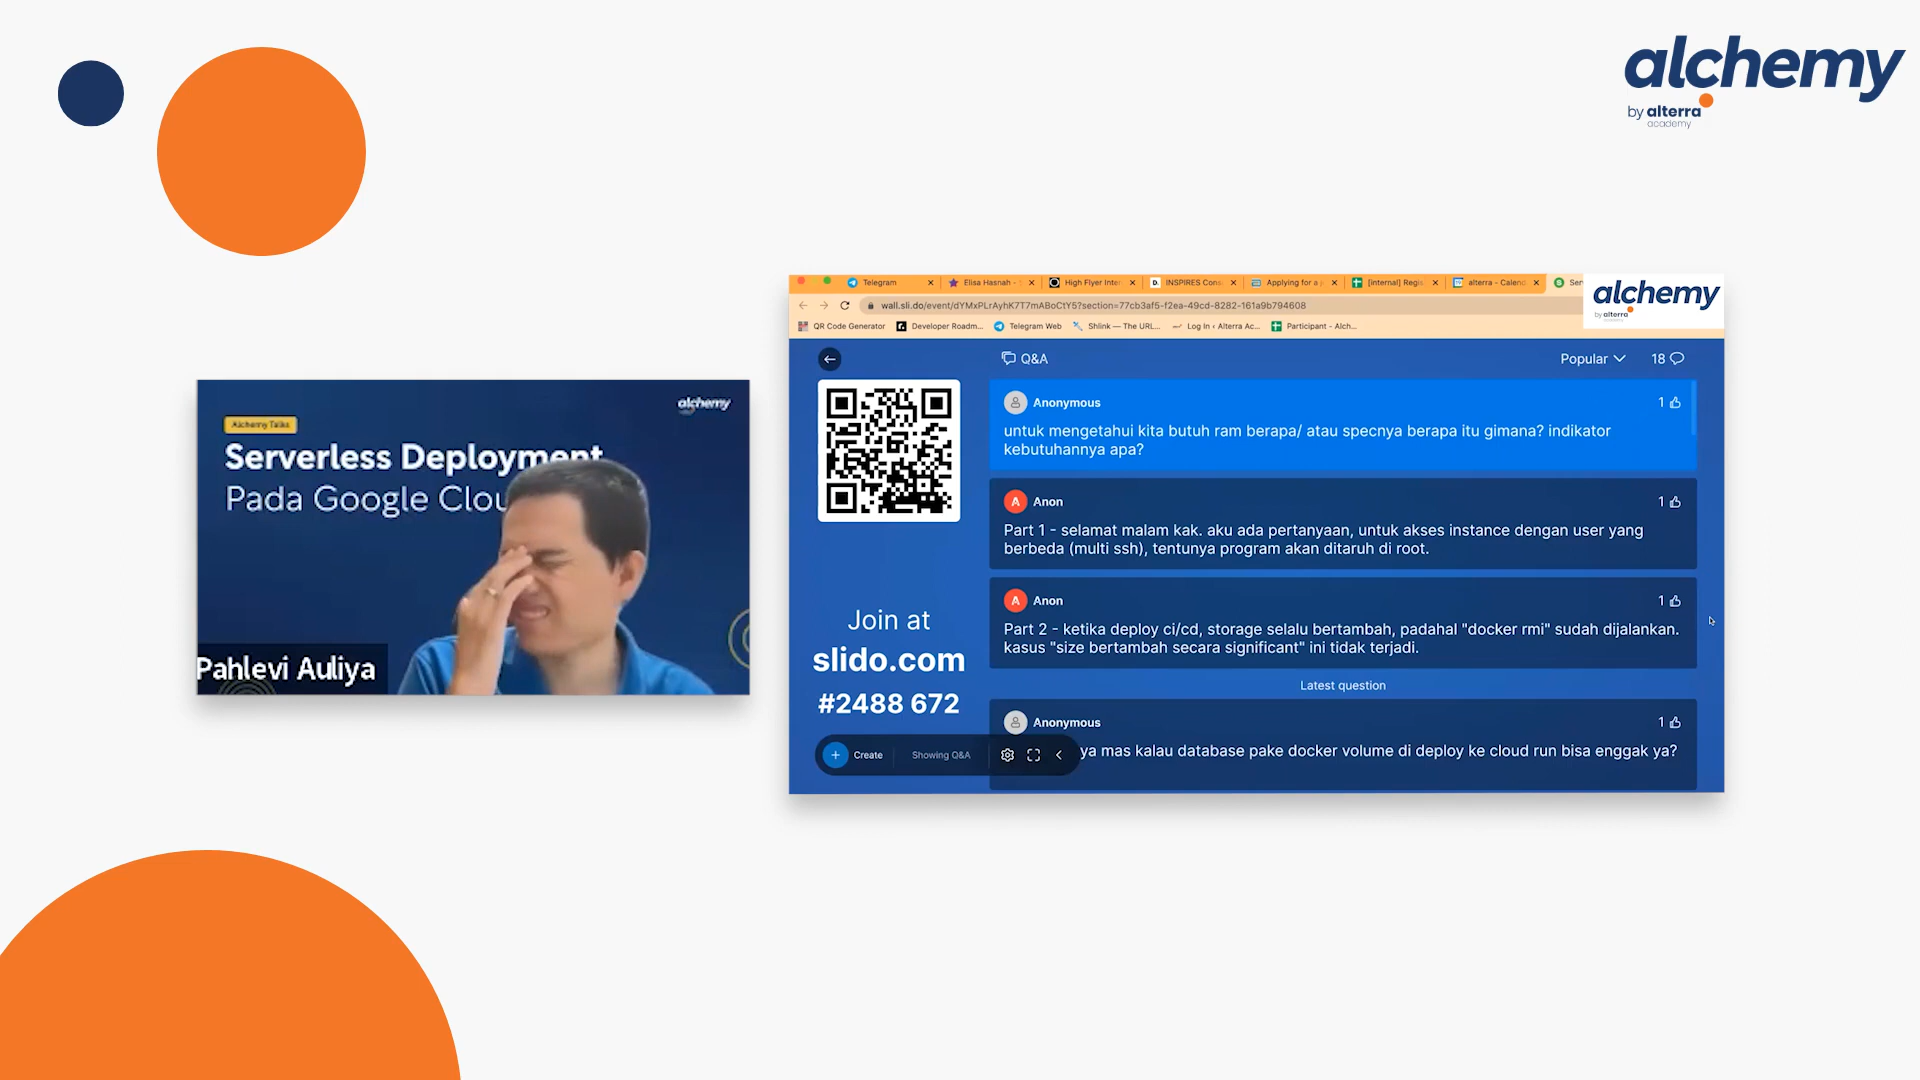 alchemy
by alterra
academy
alchemy
Alchemy Talks
Serverless Deployment
Pada Google Clou
Pahlevi Auliya
Telegram
Elisa Hasnah -
High Flyer Inte
INSPIRES Cons
Applying for a
[internal] Regis
alterra - Calend
Ser
wall.sli.do/event/dYMxPLrAyhK7T7mABoCtY5?section=77cb3af5-f2ea-49cd-8282-161a9b794608
QR Code Generator
Developer Roadm...
Telegram Web
Shlink — The URL...
Log In ‹ Alterra Ac...
Participant - Alch...
alchemy
by alterra
Q&A
Popular
18
Anonymous
1
untuk mengetahui kita butuh ram berapa/ atau specnya berapa itu gimana? indikator
kebutuhannya apa?
A Anon
1
Part 1 - selamat malam kak. aku ada pertanyaan, untuk akses instance dengan user yang
berbeda (multi ssh), tentunya program akan ditaruh di root.
A Anon
1
Part 2 - ketika deploy ci/cd, storage selalu bertambah, padahal "docker rmi" sudah dijalankan.
kasus "size bertambah secara significant" ini tidak terjadi.
Latest question
Anonymous
1
ya mas kalau database pake docker volume di deploy ke cloud run bisa enggak ya?
Join at
slido.com
#2488 672
Create
Showing Q&A